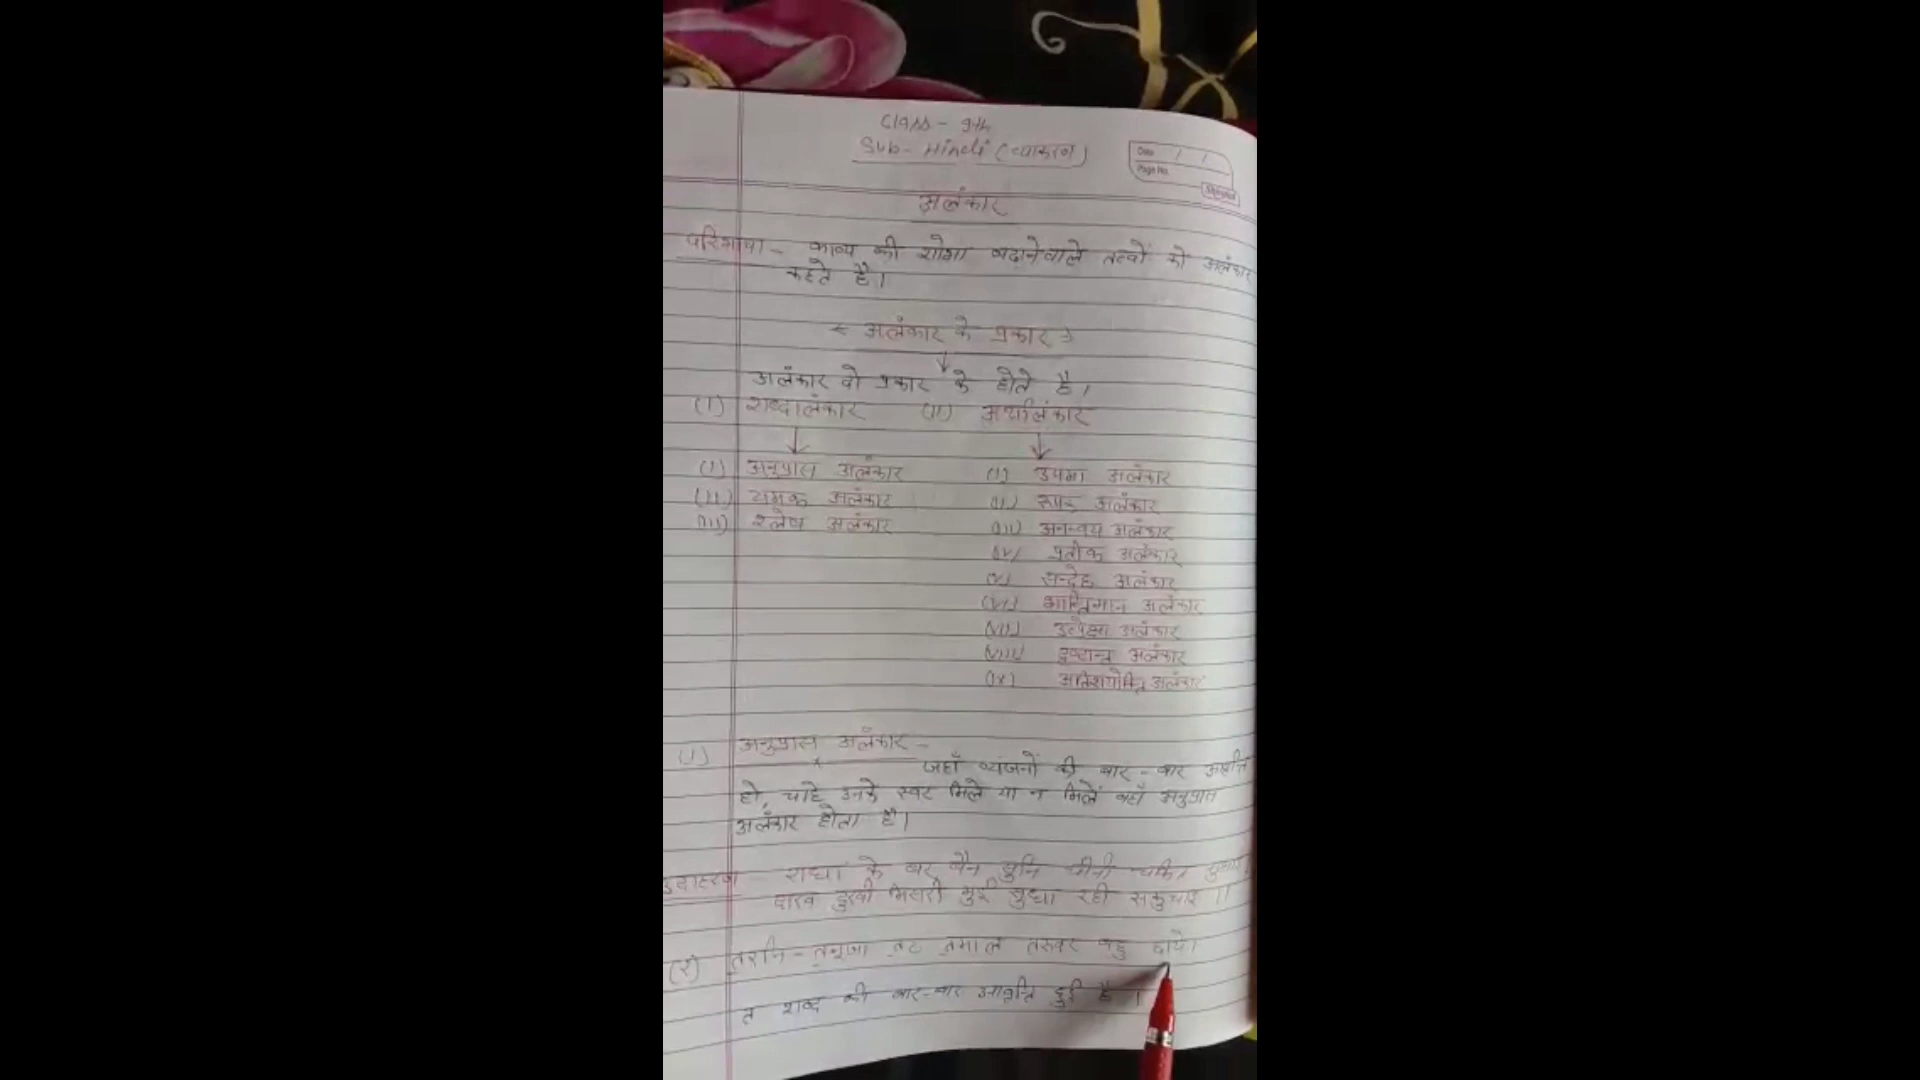 Class - 9th
Sub - Hindi (व्याकरण)
Date / /
Page No.
अलंकार
परिभाषा - काव्य की शोभा बढ़ानेवाले तत्वों को अलंकार
कहते है।
अलंकार के प्रकार
अलंकार दो प्रकार के होते है।
(I) शब्दालंकार (II) अर्थालंकार
(I) अनुप्रास अलंकार (I) उपमा अलंकार
(II) यमक अलंकार (II) रूपक अलंकार
(III) श्लेष अलंकार (III) अनन्वय अलंकार
(IV) प्रतीक अलंकार
(V) सन्देह अलंकार
(VI) भ्रान्तिमान अलंकार
(VII) उत्प्रेक्षा अलंकार
(VIII) दृष्टान्त अलंकार
(IX) अतिशयोक्ति अलंकार
(I) अनुप्रास अलंकार -
जहाँ व्यंजनों की बार-बार आवृत्ति
हो, चाहे उनके स्वर मिले या न मिलें वहाँ अनुप्रास
अलंकार होता है।
उदाहरण - राधा के बर बैन सुनि चीनी चकित
दाख दुखी मिसरी मुई सुधा रही सकुचाइ।।
(२) तरनि-तनूजा तट तमाल तरुवर बहु छाये।
त शब्द की बार-बार आवृत्ति हुई है।